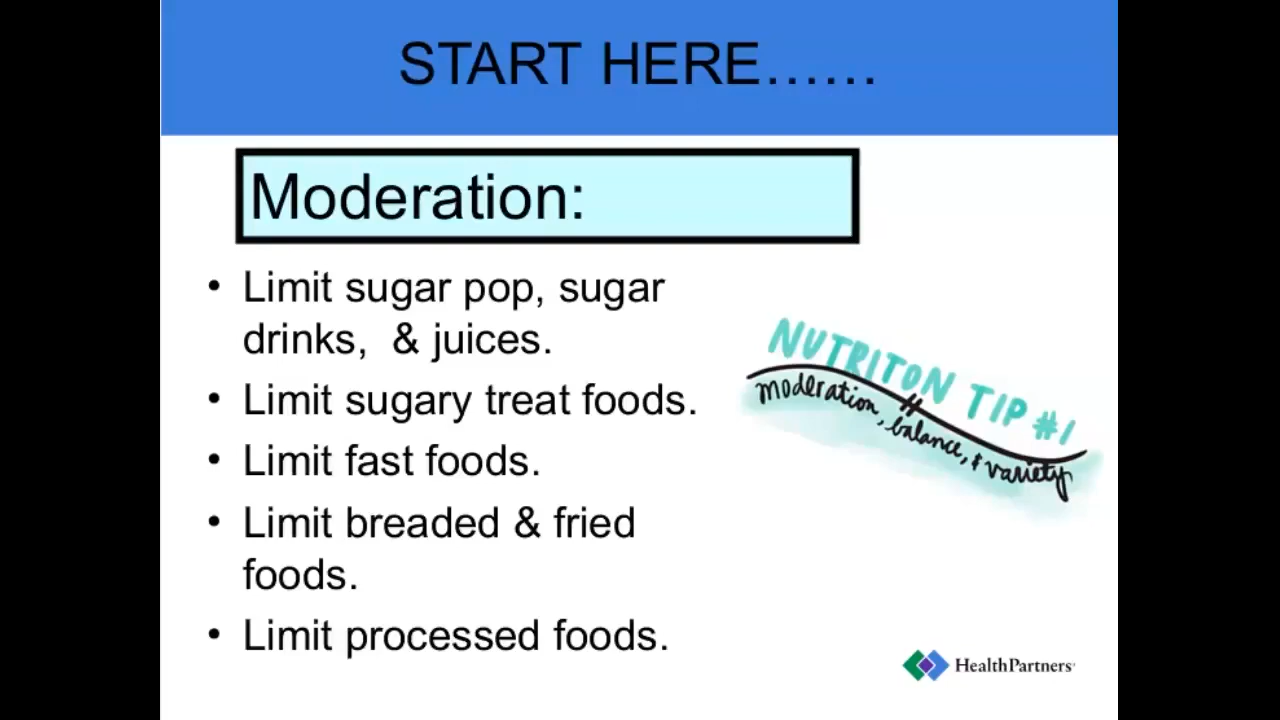 START HERE……
Moderation:
• Limit sugar pop, sugar
drinks,  & juices.
• Limit sugary treat foods.
• Limit fast foods.
• Limit breaded & fried
foods.
• Limit processed foods.
NUTRITON TIP #1
moderation, balance, & variety
HealthPartners